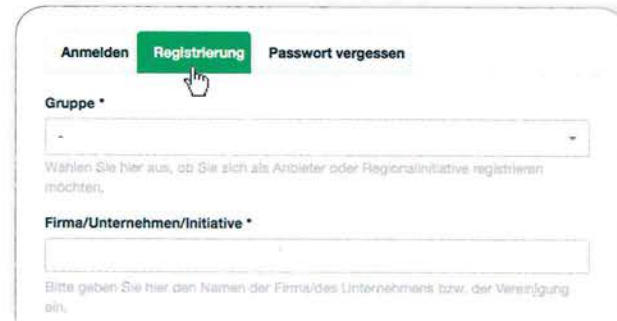 Anmelden Registrierung Passwort vergessen
Gruppe *
-
Wählen Sie hier aus, ob Sie sich als Anbieter oder Regionalinitiative registrieren
möchten.
Firma/Unternehmen/Initiative *
Bitte geben Sie hier den Namen der Firma/des Unternehmens bzw. der Vereinigung
ein.